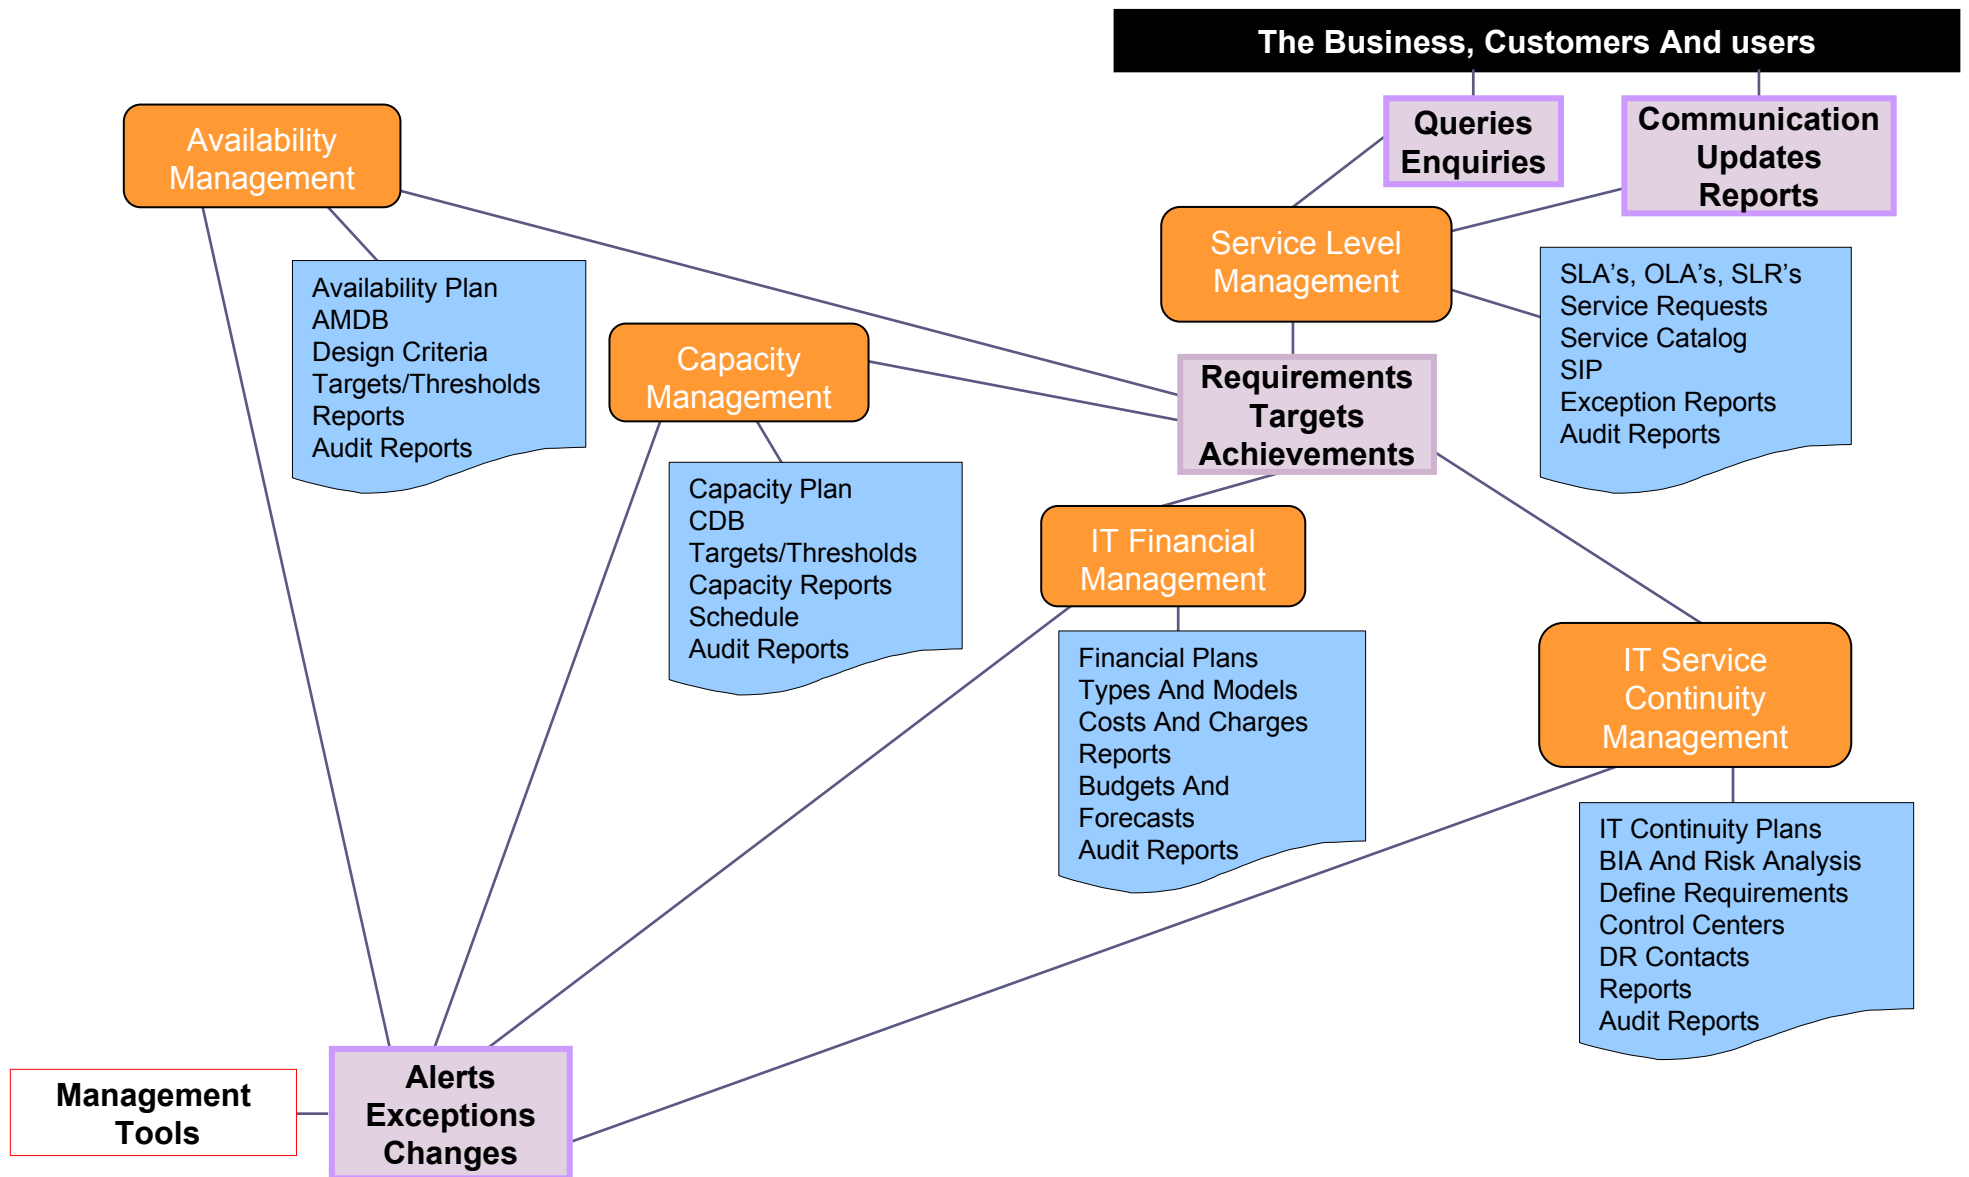 The Business, Customers And users
Queries
Enquiries
Communication
Updates
Reports
Availability
Management
Service Level
Management
Availability Plan
AMDB
Design Criteria
Targets/Thresholds
Reports
Audit Reports
SLA’s, OLA’s, SLR’s
Service Requests
Service Catalog
SIP
Exception Reports
Audit Reports
Capacity
Management
Requirements
Targets
Achievements
Capacity Plan
CDB
Targets/Thresholds
Capacity Reports
Schedule
Audit Reports
IT Financial
Management
Financial Plans
Types And Models
Costs And Charges
Reports
Budgets And
Forecasts
Audit Reports
IT Service
Continuity
Management
IT Continuity Plans
BIA And Risk Analysis
Define Requirements
Control Centers
DR Contacts
Reports
Audit Reports
Management
Tools
Alerts
Exceptions
Changes